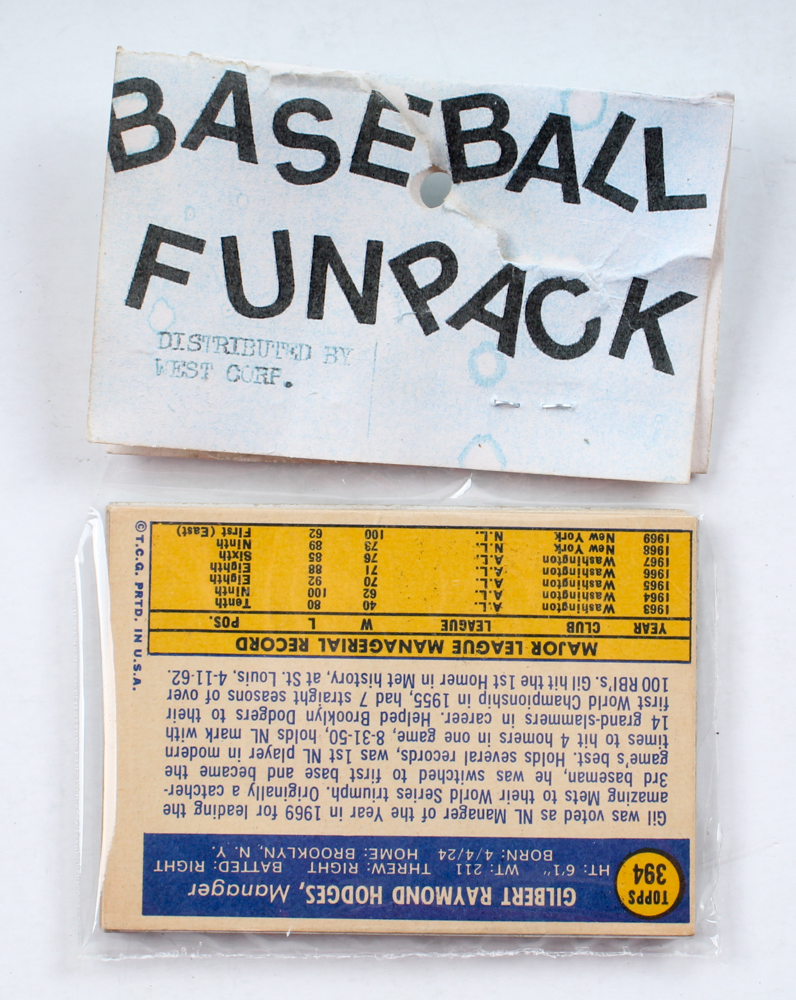 BASEBALL
FUNPACK
DISTRIBUTED BY
WEST CORP.
TOPPS
394
GILBERT RAYMOND HODGES, Manager
HT: 6'1" WT: 211 THREW: RIGHT BATTED: RIGHT
BORN: 4/4/24 HOME: BROOKLYN, N. Y.
Gil was voted as NL Manager of the Year in 1969 for leading the
amazing Mets to their World Series triumph. Originally a catcher-
3rd baseman, he was switched to first base and became the
game's best. Holds several records, was 1st NL player in modern
times to hit 4 homers in one game, 8-31-50, holds NL mark with
14 grand-slammers in career. Helped Brooklyn Dodgers to their
first World Championship in 1955, had 7 straight seasons of over
100 RBI's. Gil hit the 1st Homer in Met history, at St. Louis, 4-11-62.
MAJOR LEAGUE MANAGERIAL RECORD
YEAR CLUB LEAGUE W L POS.
1963 Washington A.L. 40 80 Tenth
1964 Washington A.L. 62 100 Ninth
1965 Washington A.L. 70 92 Eighth
1966 Washington A.L. 71 88 Eighth
1967 Washington A.L. 76 85 Sixth
1968 New York N.L. 73 89 Ninth
1969 New York N.L. 100 62 First (East)
© T.C.G. PRTD. IN U.S.A.